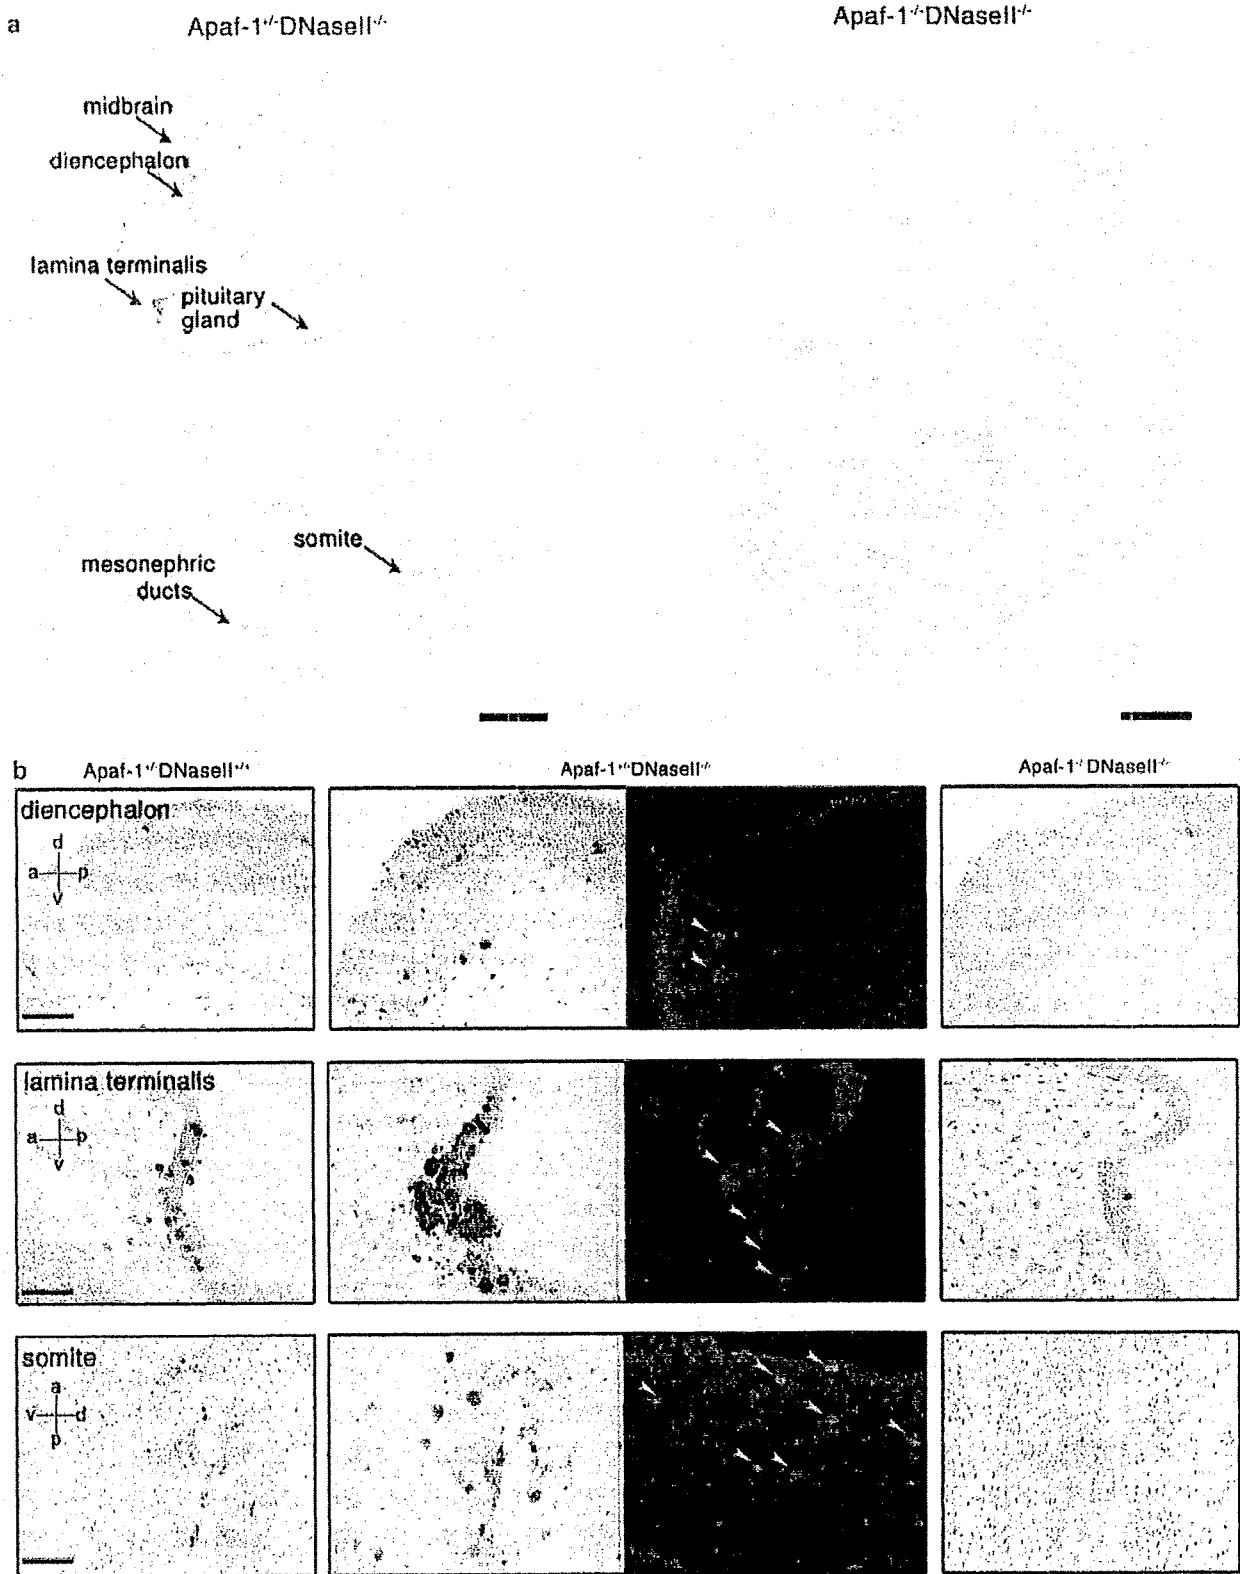 a
Apaf-1+/-DNaseII-/-
Apaf-1-/-DNaseII-/-
midbrain
diencephalon
lamina terminalis
pituitary
gland
somite
mesonephric
ducts
b
Apaf-1+/-DNaseII+/+
Apaf-1+/-DNaseII-/-
Apaf-1-/-DNaseII-/-
diencephalon
d
a
p
v
lamina terminalis
d
a
p
v
somite
a
v
d
p